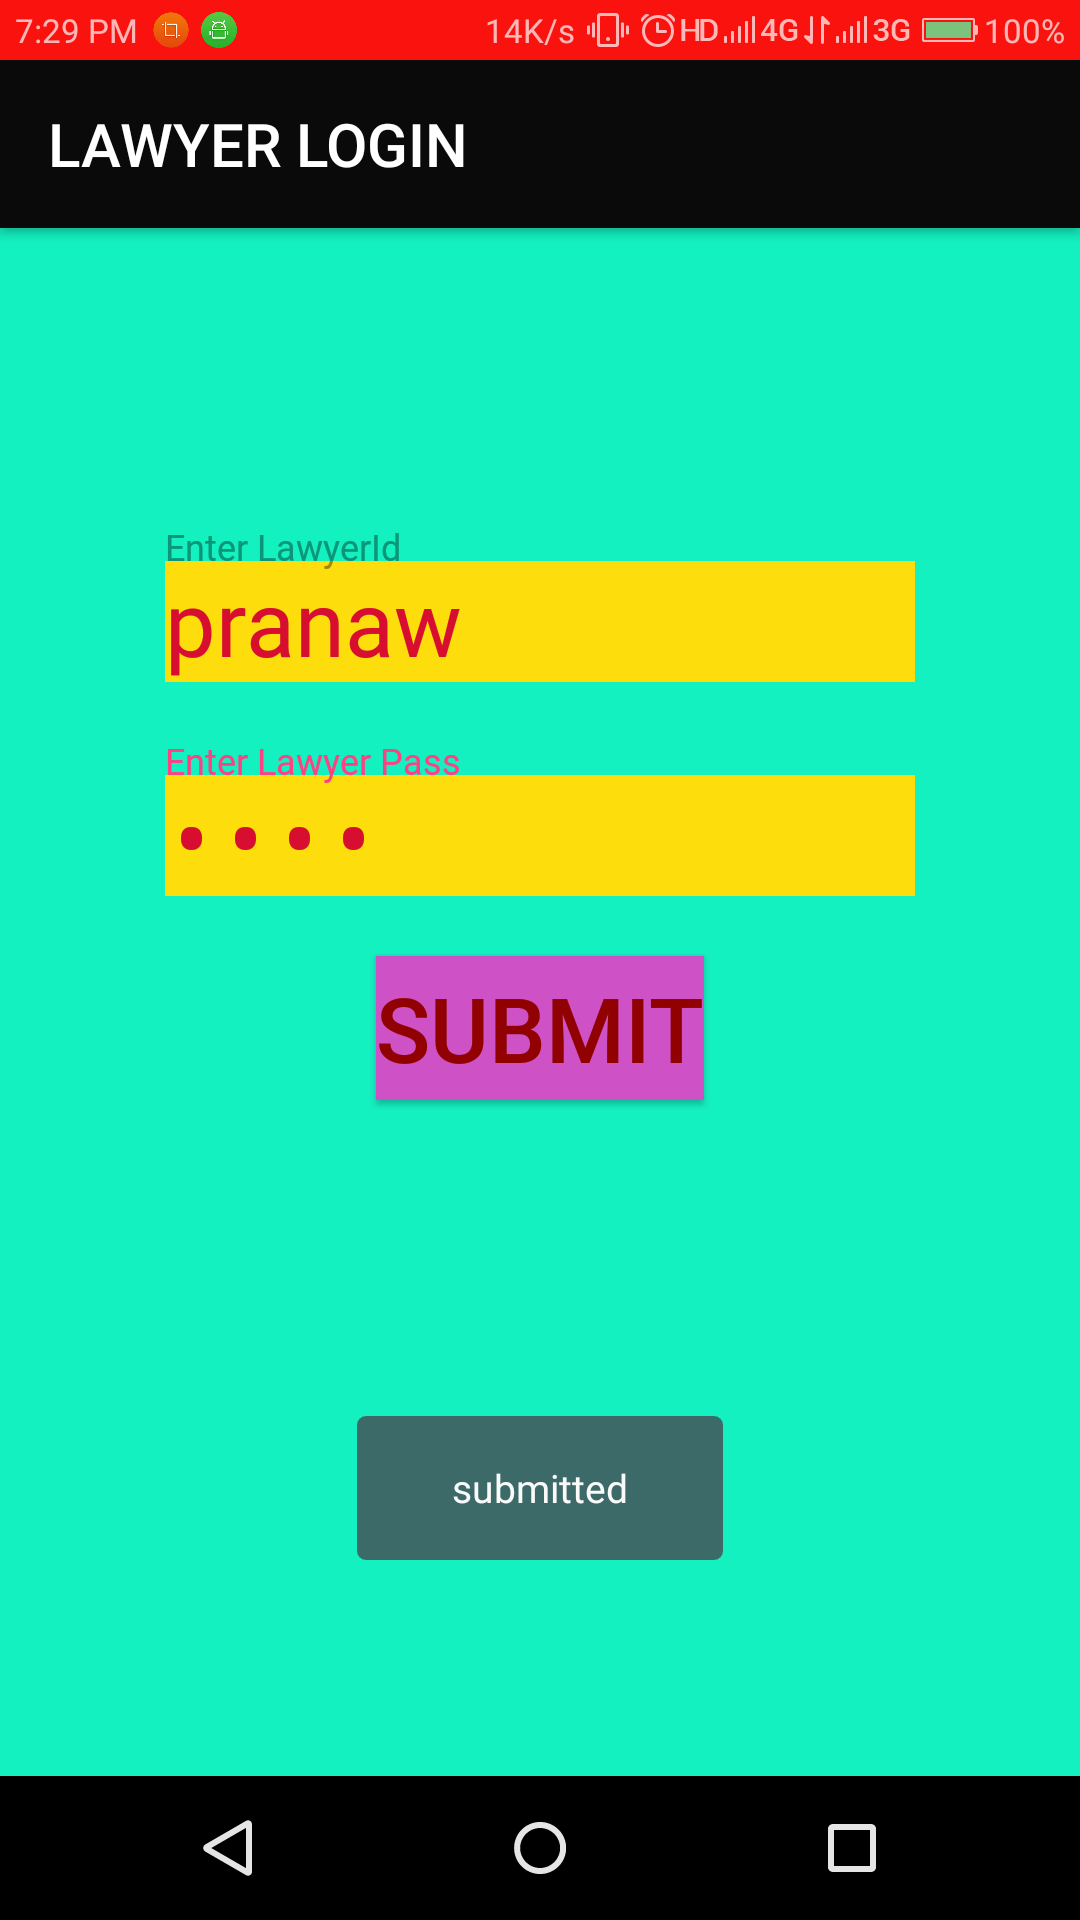 7:29 PM 14K/s HD 4G 3G 100%
LAWYER LOGIN
Enter LawyerId
pranaw
Enter Lawyer Pass
••••
SUBMIT
submitted